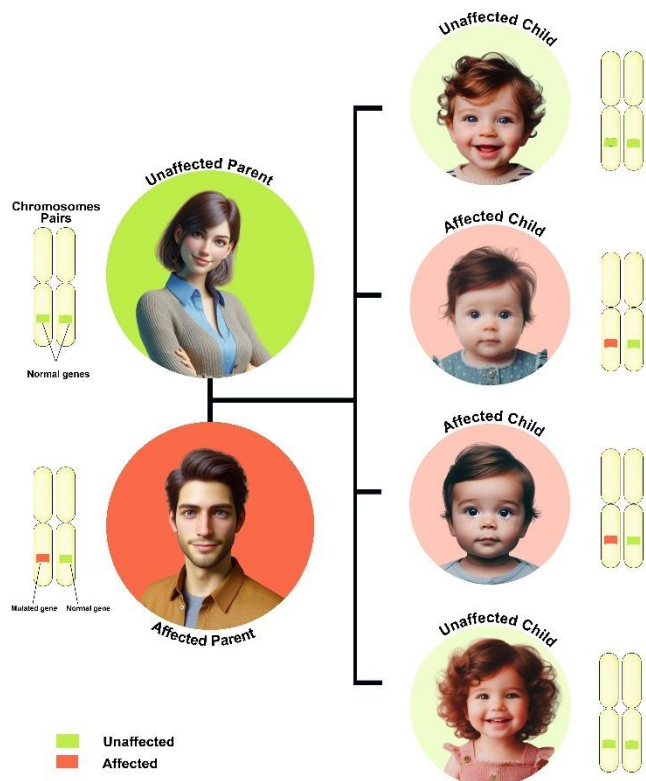 Unaffected Child
Unaffected Parent
Chromosomes
Pairs
Normal genes
Affected Child
Affected Child
Mulated gene
Normal gene
Affected Parent
Unaffected Child
Unaffected
Affected